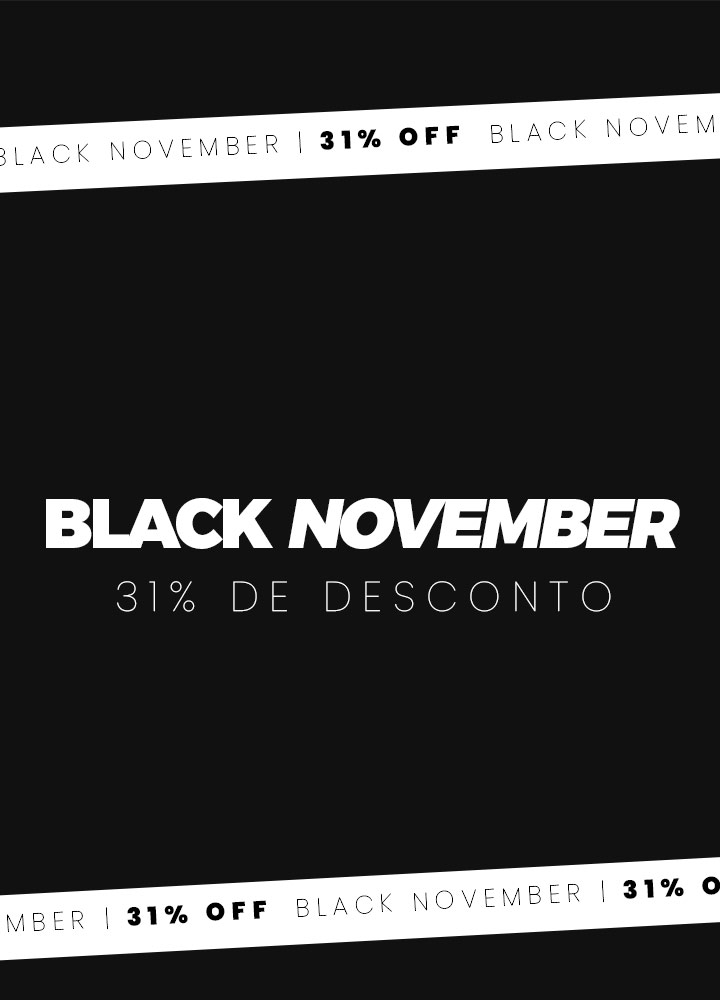 BLACK NOVEMBER | 31% OFF BLACK NOVEM
BLACK NOVEMBER
31% DE DESCONTO
MBER | 31% OFF BLACK NOVEMBER | 31% O